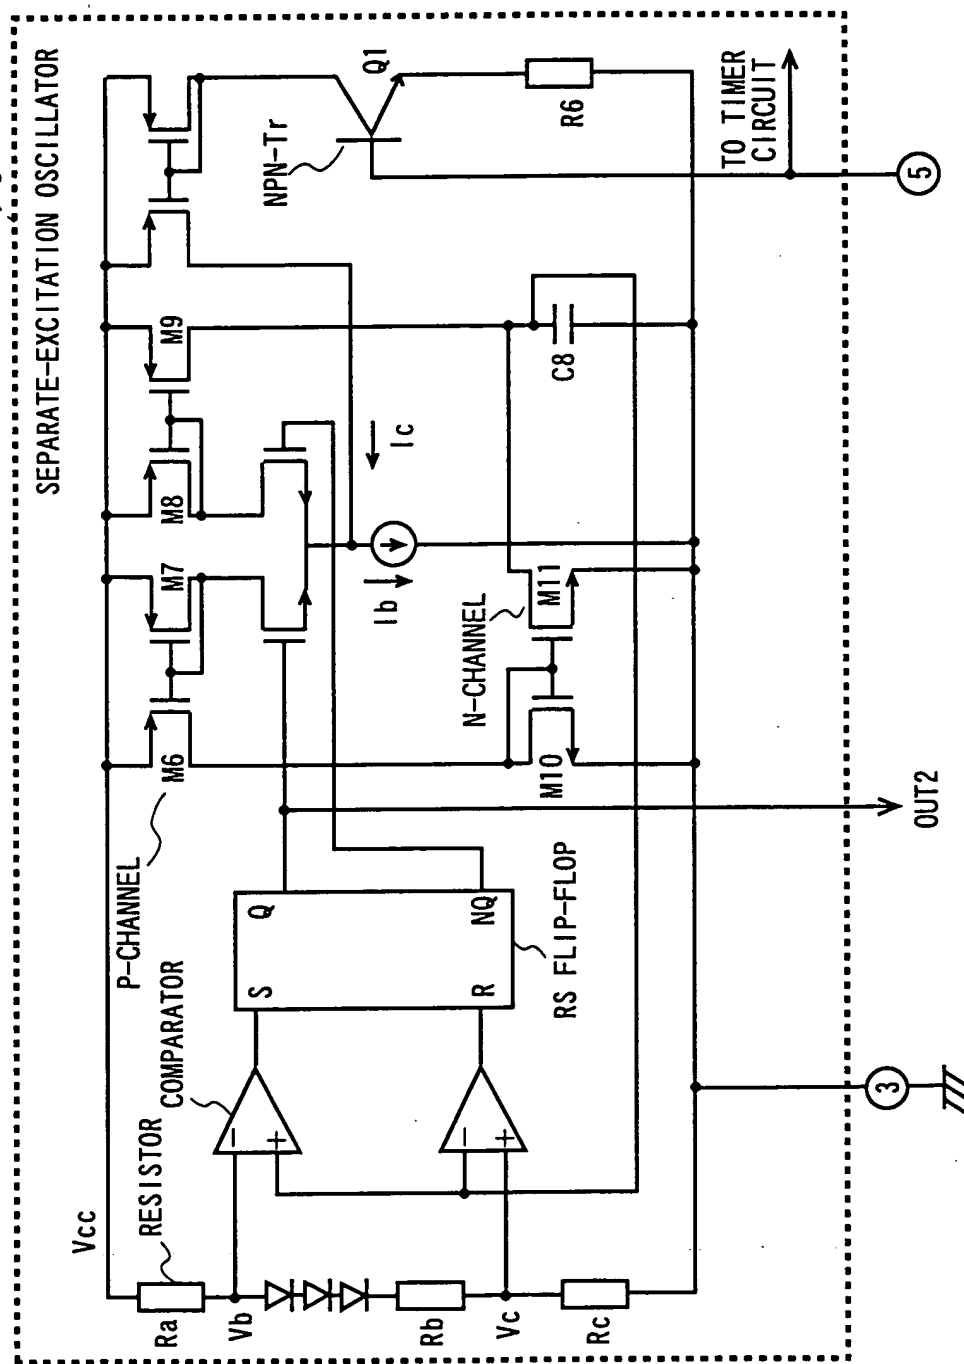 SEPARATE-EXCITATION OSCILLATOR
Vcc
RESISTOR
Ra
Vb
Rb
Vc
Rc
COMPARATOR
−
+
−
+
S
Q
R
NQ
RS FLIP-FLOP
P-CHANNEL
M6
M7
M8
M9
Ib
Ic
N-CHANNEL
M10
M11
C8
NPN-Tr
Q1
R6
TO TIMER
CIRCUIT
OUT2
3
5